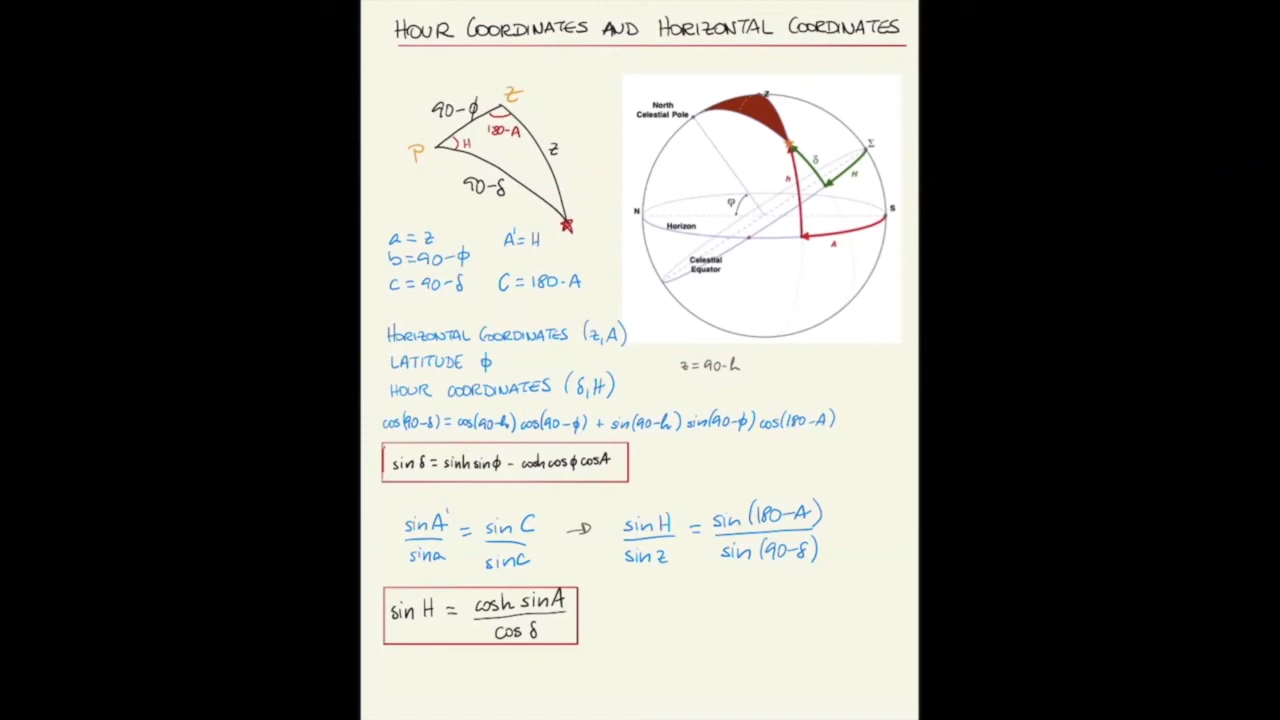 HOUR COORDINATES AND HORIZONTAL COORDINATES
90-ϕ
Z
180-A
P
H
z
90-δ
a = z
A' = H
b = 90-ϕ
c = 90-δ
C = 180-A
North
Celestial Pole
Z
Σ
δ
H
h
φ
N
S
Horizon
A
Celestial
Equator
HORIZONTAL COORDINATES (z, A)
LATITUDE ϕ
z = 90-h
HOUR COORDINATES (δ, H)
cos(90-δ) = cos(90-h) cos(90-ϕ) + sin(90-h) sin(90-ϕ) cos(180-A)
sin δ = sinh sinϕ - cosh cosϕ cosA
sinA'/sina = sinC/sinc → sinH/sinz = sin(180-A)/sin(90-δ)
sin H = cosh sinA/cos δ